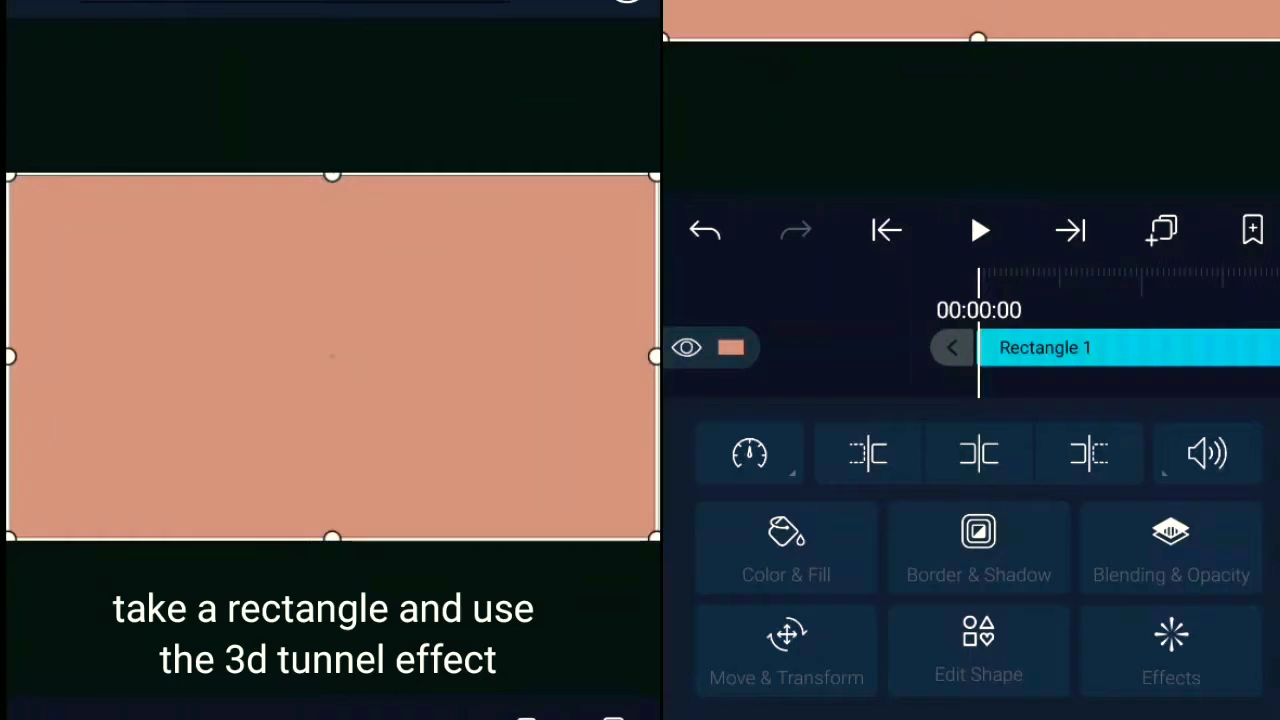 take a rectangle and use
the 3d tunnel effect
00:00:00
Rectangle 1
Color & Fill
Border & Shadow
Blending & Opacity
Move & Transform
Edit Shape
Effects